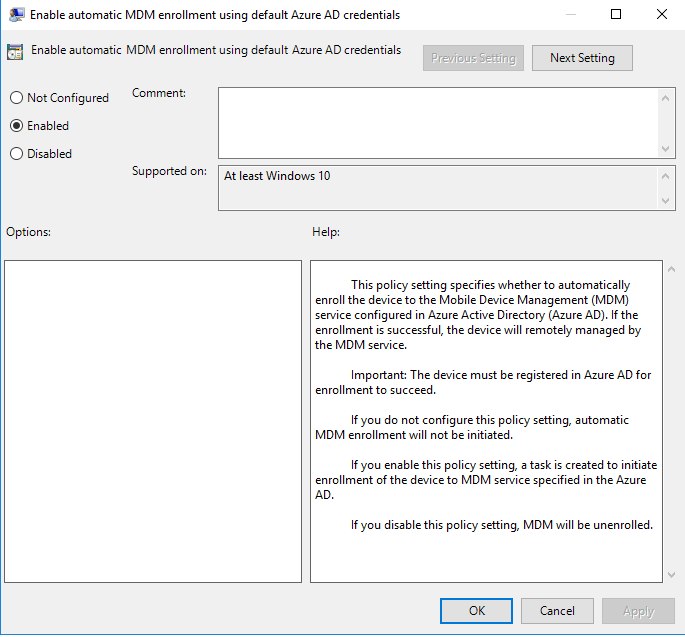 Enable automatic MDM enrollment using default Azure AD credentials
Enable automatic MDM enrollment using default Azure AD credentials
Previous Setting
Next Setting
Not Configured
Comment:
Enabled
Disabled
Supported on:
At least Windows 10
Options:
Help:
This policy setting specifies whether to automatically
enroll the device to the Mobile Device Management (MDM)
service configured in Azure Active Directory (Azure AD). If the
enrollment is successful, the device will remotely managed by
the MDM service.
Important: The device must be registered in Azure AD for
enrollment to succeed.
If you do not configure this policy setting, automatic
MDM enrollment will not be initiated.
If you enable this policy setting, a task is created to initiate
enrollment of the device to MDM service specified in the Azure
AD.
If you disable this policy setting, MDM will be unenrolled.
OK
Cancel
Apply